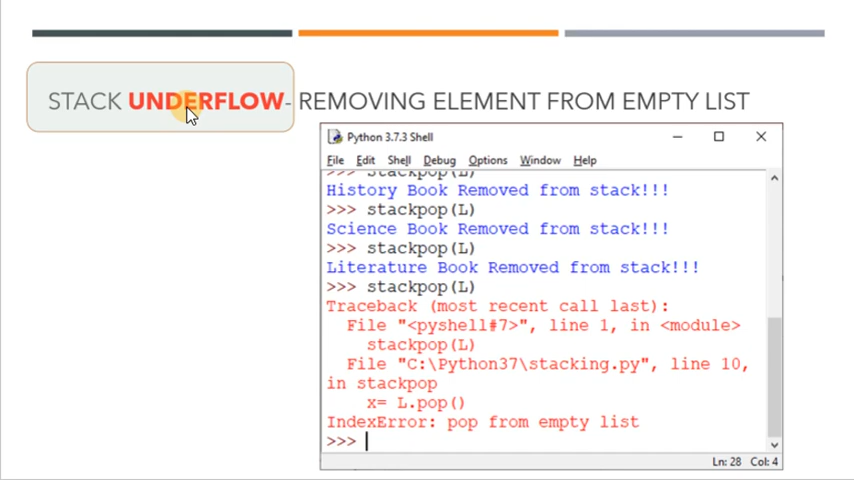 STACK UNDERFLOW- REMOVING ELEMENT FROM EMPTY LIST
Python 3.7.3 Shell
File Edit Shell Debug Options Window Help
>>> stackpop(L)
History Book Removed from stack!!!
>>> stackpop(L)
Science Book Removed from stack!!!
>>> stackpop(L)
Literature Book Removed from stack!!!
>>> stackpop(L)
Traceback (most recent call last):
  File "<pyshell#7>", line 1, in <module>
    stackpop(L)
  File "C:\Python37\stacking.py", line 10,
in stackpop
    x= L.pop()
IndexError: pop from empty list
>>>
Ln: 28 Col: 4